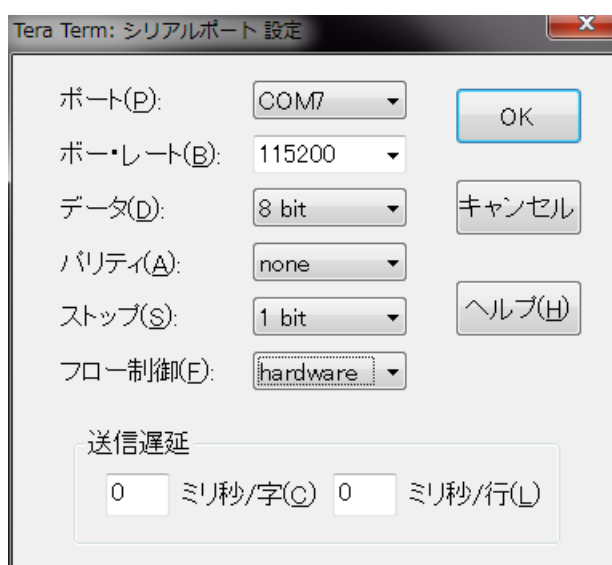 Tera Term: シリアルポート 設定
ポート(P): COM7
OK
ボー・レート(B): 115200
データ(D): 8 bit
キャンセル
パリティ(A): none
ストップ(S): 1 bit
ヘルプ(H)
フロー制御(F): hardware
送信遅延
0 ミリ秒/字(C) 0 ミリ秒/行(L)